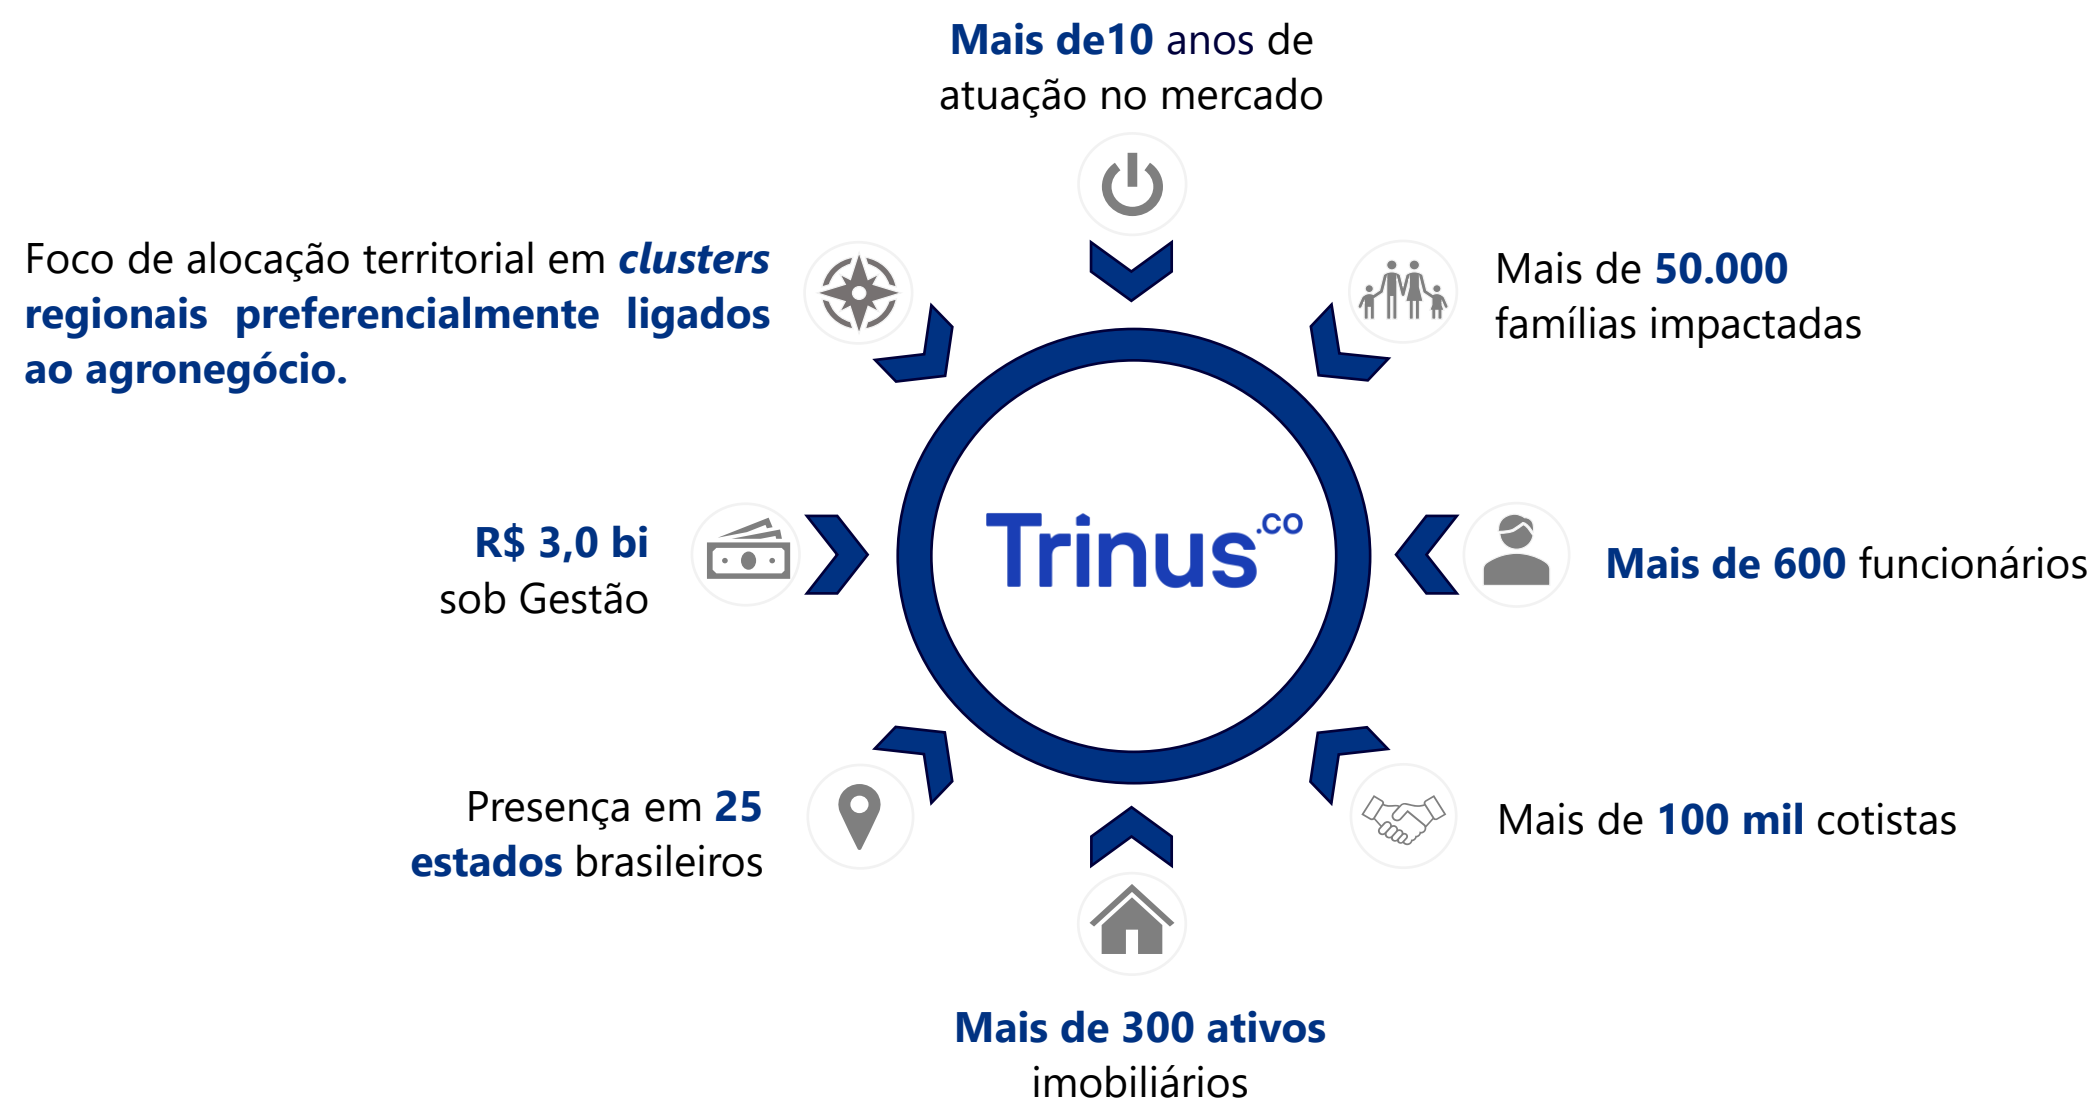 Mais de10 anos de
atuação no mercado
Foco de alocação territorial em clusters
regionais preferencialmente ligados
ao agronegócio.
Mais de 50.000
famílias impactadas
R$ 3,0 bi
sob Gestão
Trinus.co
Mais de 600 funcionários
Presença em 25
estados brasileiros
Mais de 100 mil cotistas
Mais de 300 ativos
imobiliários